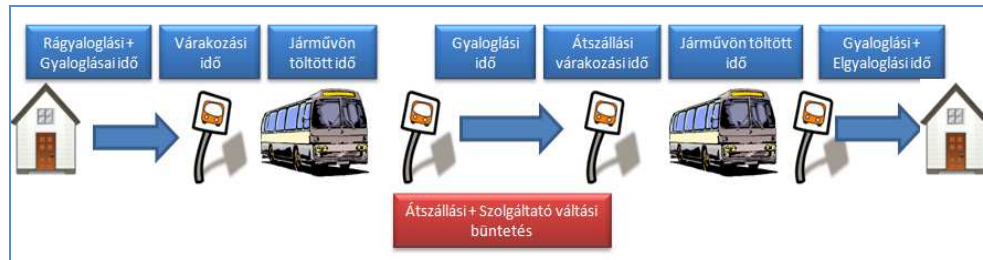 Rágyaloglási +
Gyaloglásai idő
Várakozási
idő
Járművön
töltött idő
Gyaloglási
idő
Átszállási
várakozási idő
Járművön töltött
idő
Gyaloglási +
Elgyaloglási idő
Átszállási + Szolgáltató váltási
büntetés